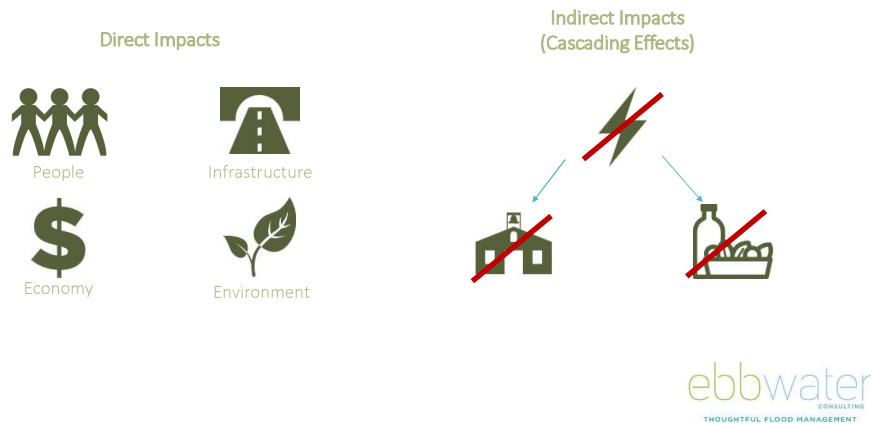 Direct Impacts
Indirect Impacts
(Cascading Effects)
People
Infrastructure
Economy
Environment
ebbwater
CONSULTING
THOUGHTFUL FLOOD MANAGEMENT